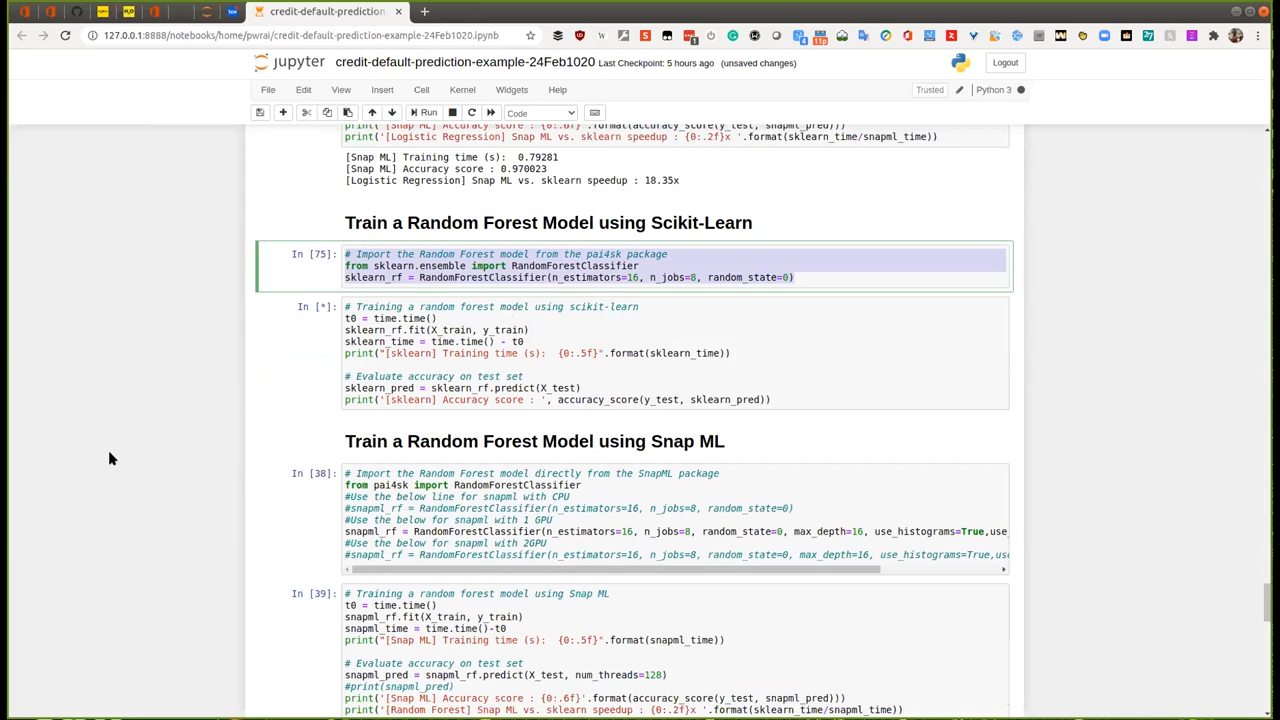 credit-default-prediction
127.0.0.1:8888/notebooks/home/pwrai/credit-default-prediction-example-24Feb1020.ipynb
jupyter credit-default-prediction-example-24Feb1020 Last Checkpoint: 5 hours ago (unsaved changes)
Logout
File Edit View Insert Cell Kernel Widgets Help
Trusted Python 3
Run Code
print('[Snap ML] Accuracy score : {0:.6f}'.format(accuracy_score(y_test, snapml_pred)))
print('[Logistic Regression] Snap ML vs. sklearn speedup : {0:.2f}x '.format(sklearn_time/snapml_time))
[Snap ML] Training time (s):  0.79281
[Snap ML] Accuracy score : 0.970023
[Logistic Regression] Snap ML vs. sklearn speedup : 18.35x
Train a Random Forest Model using Scikit-Learn
In [75]: # Import the Random Forest model from the pai4sk package
from sklearn.ensemble import RandomForestClassifier
sklearn_rf = RandomForestClassifier(n_estimators=16, n_jobs=8, random_state=0)
In [*]: # Training a random forest model using scikit-learn
t0 = time.time()
sklearn_rf.fit(X_train, y_train)
sklearn_time = time.time() - t0
print("[sklearn] Training time (s):  {0:.5f}".format(sklearn_time))
# Evaluate accuracy on test set
sklearn_pred = sklearn_rf.predict(X_test)
print('[sklearn] Accuracy score : ', accuracy_score(y_test, sklearn_pred))
Train a Random Forest Model using Snap ML
In [38]: # Import the Random Forest model directly from the SnapML package
from pai4sk import RandomForestClassifier
#Use the below line for snapml with CPU
#snapml_rf = RandomForestClassifier(n_estimators=16, n_jobs=8, random_state=0)
#Use the below for snapml with 1 GPU
snapml_rf = RandomForestClassifier(n_estimators=16, n_jobs=8, random_state=0, max_depth=16, use_histograms=True,use_
#Use the below for snapml with 2GPU
#snapml_rf = RandomForestClassifier(n_estimators=16, n_jobs=8, random_state=0, max_depth=16, use_histograms=True,us
In [39]: # Training a random forest model using Snap ML
t0 = time.time()
snapml_rf.fit(X_train, y_train)
snapml_time = time.time()-t0
print("[Snap ML] Training time (s):  {0:.5f}".format(snapml_time))
# Evaluate accuracy on test set
snapml_pred = snapml_rf.predict(X_test, num_threads=128)
#print(snapml_pred)
print('[Snap ML] Accuracy score : {0:.6f}'.format(accuracy_score(y_test, snapml_pred)))
print('[Random Forest] Snap ML vs. sklearn speedup : {0:.2f}x '.format(sklearn_time/snapml_time))